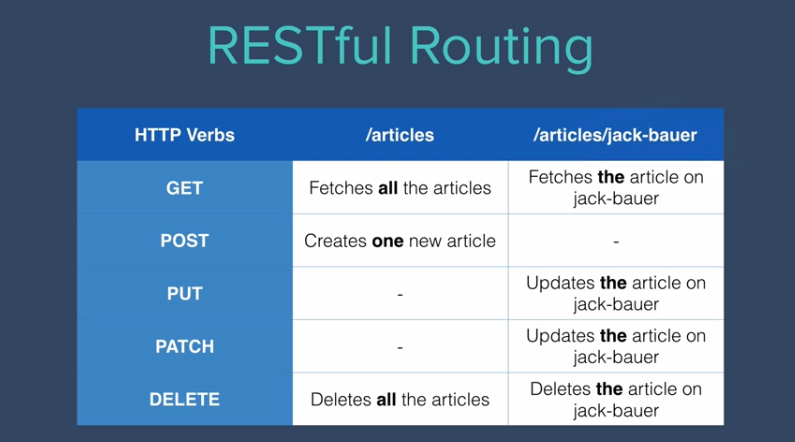 RESTful Routing
HTTP Verbs /articles /articles/jack-bauer
GET Fetches all the articles Fetches the article on
jack-bauer
POST Creates one new article -
PUT - Updates the article on
jack-bauer
PATCH - Updates the article on
jack-bauer
DELETE Deletes all the articles Deletes the article on
jack-bauer